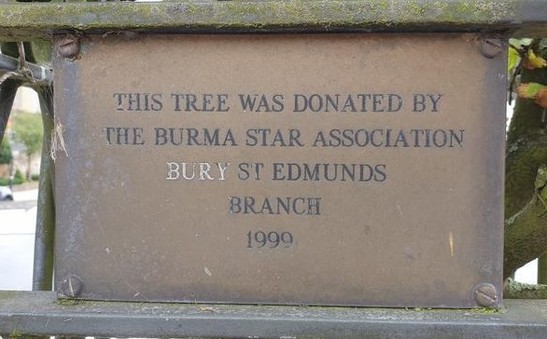 THIS TREE WAS DONATED BY
THE BURMA STAR ASSOCIATION
BURY ST EDMUNDS
BRANCH
1999